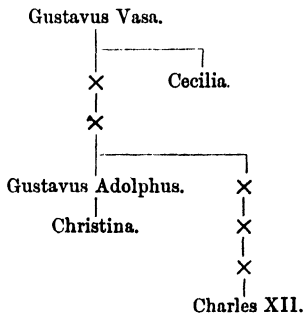 Gustavus Vasa.
Cecilia.
Gustavus Adolphus.
Christina.
Charles XII.